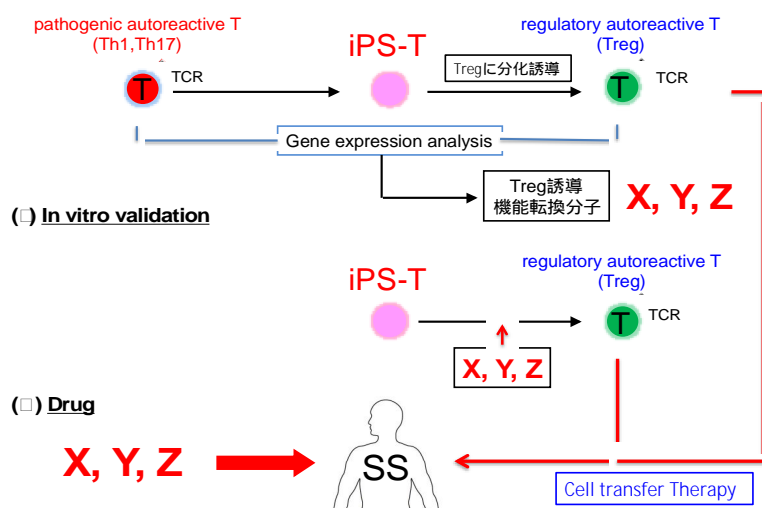 pathogenic autoreactive T
(Th1,Th17)
iPS-T
regulatory autoreactive T
(Treg)
T
TCR
Tregに分化誘導
T
TCR
Gene expression analysis
Treg誘導
機能転換分子
X, Y, Z
(□) In vitro validation
iPS-T
regulatory autoreactive T
(Treg)
T
TCR
X, Y, Z
(□) Drug
X, Y, Z
SS
Cell transfer Therapy